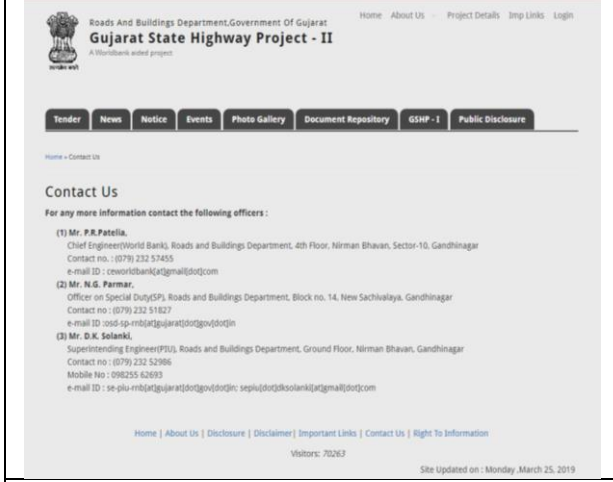 Home About Us Project Details Imp Links Login
Roads And Buildings Department,Government Of Gujarat
Gujarat State Highway Project - II
A Worldbank aided project
Tender News Notice Events Photo Gallery Document Repository GSHP - I Public Disclosure
Home » Contact Us
Contact Us
For any more information contact the following officers :
(1) Mr. P.R.Patelia,
Chief Engineer(World Bank), Roads and Buildings Department, 4th Floor, Nirman Bhavan, Sector-10, Gandhinagar
Contact no. : (079) 232 57455
e-mail ID : ceworldbank[at]gmail[dot]com
(2) Mr. N.G. Parmar,
Officer on Special Duty(SP), Roads and Buildings Department, Block no. 14, New Sachivalaya, Gandhinagar
Contact no : (079) 232 51827
e-mail ID :osd-sp-rnb[at]gujarat[dot]gov[dot]in
(3) Mr. D.K. Solanki,
Superintending Engineer(PIU), Roads and Buildings Department, Ground Floor, Nirman Bhavan, Gandhinagar
Contact no : (079) 232 52986
Mobile No : 098255 62693
e-mail ID : se-piu-rnb[at]gujarat[dot]gov[dot]in; sepiu[dot]dksolanki[at]gmail[dot]com
Home | About Us | Disclosure | Disclaimer| Important Links | Contact Us | Right To Information
Visitors: 70263
Site Updated on : Monday ,March 25, 2019